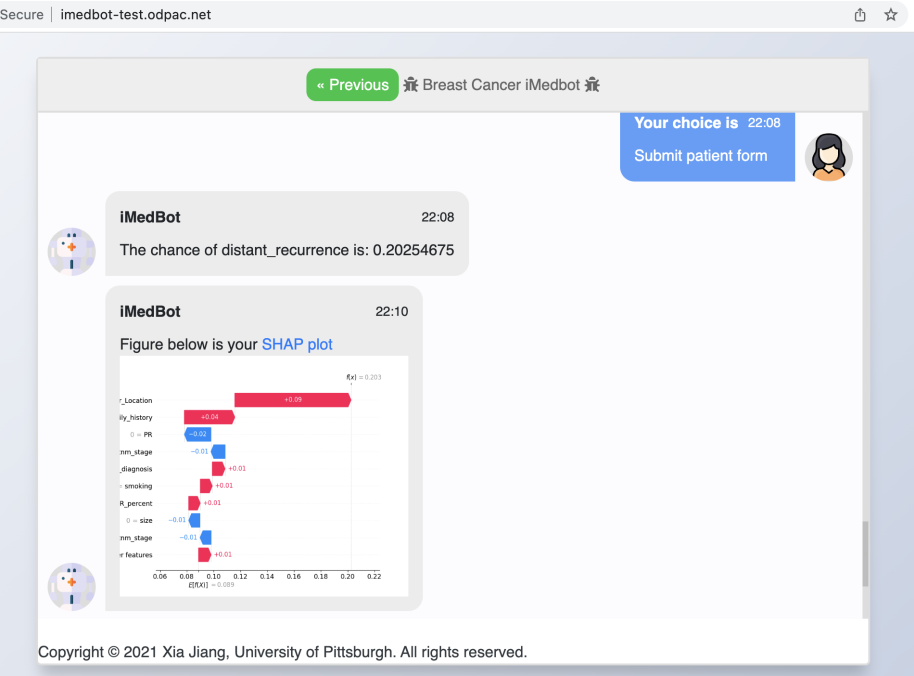 Secure | imedbot-test.odpac.net
« Previous Breast Cancer iMedbot
Your choice is 22:08
Submit patient form
iMedBot 22:08
The chance of distant_recurrence is: 0.20254675
iMedBot 22:10
Figure below is your SHAP plot
f(x) = 0.203
r_Location +0.09
ily_history +0.04
0 = PR −0.02
tnm_stage −0.01
_diagnosis +0.01
= smoking +0.01
R_percent +0.01
0 = size −0.01
tnm_stage −0.01
er features +0.01
0.06 0.08 0.10 0.12 0.14 0.16 0.18 0.20 0.22
E[f(X)] = 0.089
Copyright © 2021 Xia Jiang, University of Pittsburgh. All rights reserved.